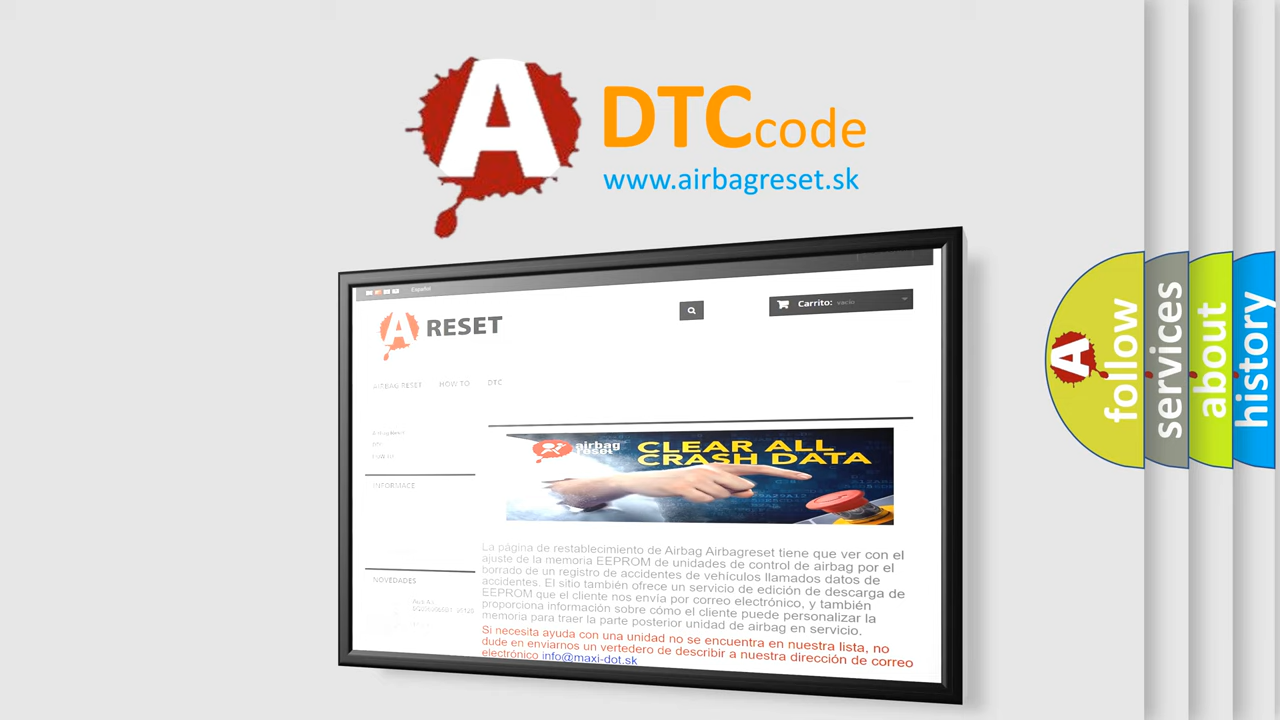 A DTCcode
www.airbagreset.sk
Español
A RESET
Carrito: vacío
AIRBAG RESET HOW TO DTC
INFORMACE
NOVEDADES
airbag
reset
CLEAR ALL
CRASH DATA
La página de restablecimiento de Airbag Airbagreset tiene que ver con el
ajuste de la memoria EEPROM de unidades de control de airbag por el
borrado de un registro de accidentes de vehículos llamados datos de
accidentes. El sitio también ofrece un servicio de edición de descarga de
EEPROM que el cliente nos envía por correo electrónico, y también
proporciona información sobre cómo el cliente puede personalizar la
memoria para traer la parte posterior unidad de airbag en servicio.
Si necesita ayuda con una unidad no se encuentra en nuestra lista, no
dude en enviarnos un vertedero de describir a nuestra dirección de correo
electrónico info@maxi-dot.sk
A follow
services
about
history